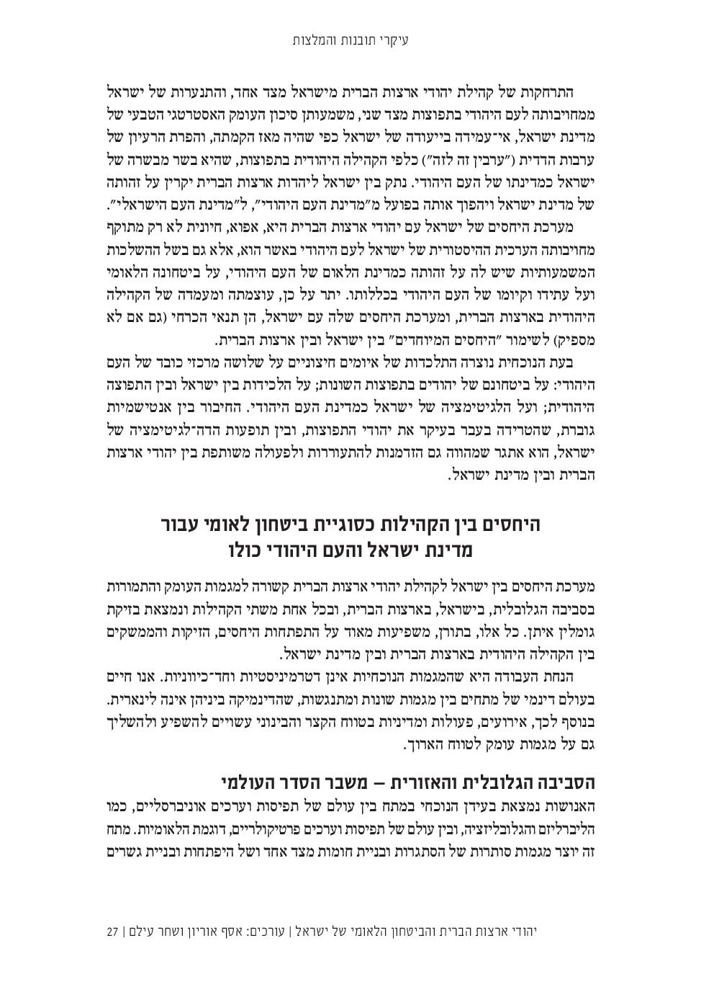 עיקרי תובנות והמלצות
התרחקות של קהילת יהודי ארצות הברית מישראל מצד אחד, והתנערות של ישראל
ממחויבותה לעם היהודי בתפוצות מצד שני, משמעותן סיכון העומק האסטרטגי הטבעי של
מדינת ישראל, אי־עמידה בייעודה של ישראל כפי שהיה מאז הקמתה, והפרת הרעיון של
ערבות הדדית ("ערבין זה לזה") כלפי הקהילה היהודית בתפוצות, שהיא בשר מבשרה של
ישראל כמדינתו של העם היהודי. נתק בין ישראל ליהדות ארצות הברית יקרין על זהותה
של מדינת ישראל ויהפוך אותה בפועל מ"מדינת העם היהודי", ל"מדינת העם הישראלי".
מערכת היחסים של ישראל עם יהודי ארצות הברית היא, אפוא, חיונית לא רק מתוקף
מחויבותה הערכית ההיסטורית של ישראל לעם היהודי באשר הוא, אלא גם בשל ההשלכות
המשמעותיות שיש לה על זהותה כמדינת הלאום של העם היהודי, על ביטחונה הלאומי
ועל עתידו וקיומו של העם היהודי בכללותו. יתר על כן, עוצמתה ומעמדה של הקהילה
היהודית בארצות הברית, ומערכת היחסים שלה עם ישראל, הן תנאי הכרחי (גם אם לא
מספיק) לשימור "היחסים המיוחדים" בין ישראל ובין ארצות הברית.
בעת הנוכחית נוצרה התלכדות של איומים חיצוניים על שלושה מרכזי כובד של העם
היהודי: על ביטחונם של יהודים בתפוצות השונות; על הלכידות בין ישראל ובין התפוצה
היהודית; ועל הלגיטימציה של ישראל כמדינת העם היהודי. החיבור בין אנטישמיות
גוברת, שהטרידה בעבר בעיקר את יהודי התפוצות, ובין תופעות הדה־לגיטימציה של
ישראל, הוא אתגר שמהווה גם הזדמנות להתעוררות ולפעולה משותפת בין יהודי ארצות
הברית ובין מדינת ישראל.
היחסים בין הקהילות כסוגיית ביטחון לאומי עבור
מדינת ישראל והעם היהודי כולו
מערכת היחסים בין ישראל לקהילת יהודי ארצות הברית קשורה למגמות העומק והתמורות
בסביבה הגלובלית, בישראל, בארצות הברית, ובכל אחת משתי הקהילות ונמצאת בזיקת
גומלין איתן. כל אלו, בתורן, משפיעות מאוד על התפתחות היחסים, הזיקות והממשקים
בין הקהילה היהודית בארצות הברית ובין מדינת ישראל.
הנחת העבודה היא שהמגמות הנוכחיות אינן דטרמיניסטיות וחד־כיווניות. אנו חיים
בעולם דינמי של מתחים בין מגמות שונות ומתנגשות, שהדינמיקה ביניהן אינה לינארית.
בנוסף לכך, אירועים, פעולות ומדיניות בטווח הקצר והבינוני עשויים להשפיע ולהשליך
גם על מגמות עומק לטווח הארוך.
הסביבה הגלובלית והאזורית – משבר הסדר העולמי
האנושות נמצאת בעידן הנוכחי במתח בין עולם של תפיסות וערכים אוניברסליים, כמו
הליברליזם והגלובליזציה, ובין עולם של תפיסות וערכים פרטיקולריים, דוגמת הלאומיות. מתח
זה יוצר מגמות סותרות של הסתגרות ובניית חומות מצד אחד ושל היפתחות ובניית גשרים
יהודי ארצות הברית והביטחון הלאומי של ישראל | עורכים: אסף אוריון ושחר עילם | 27